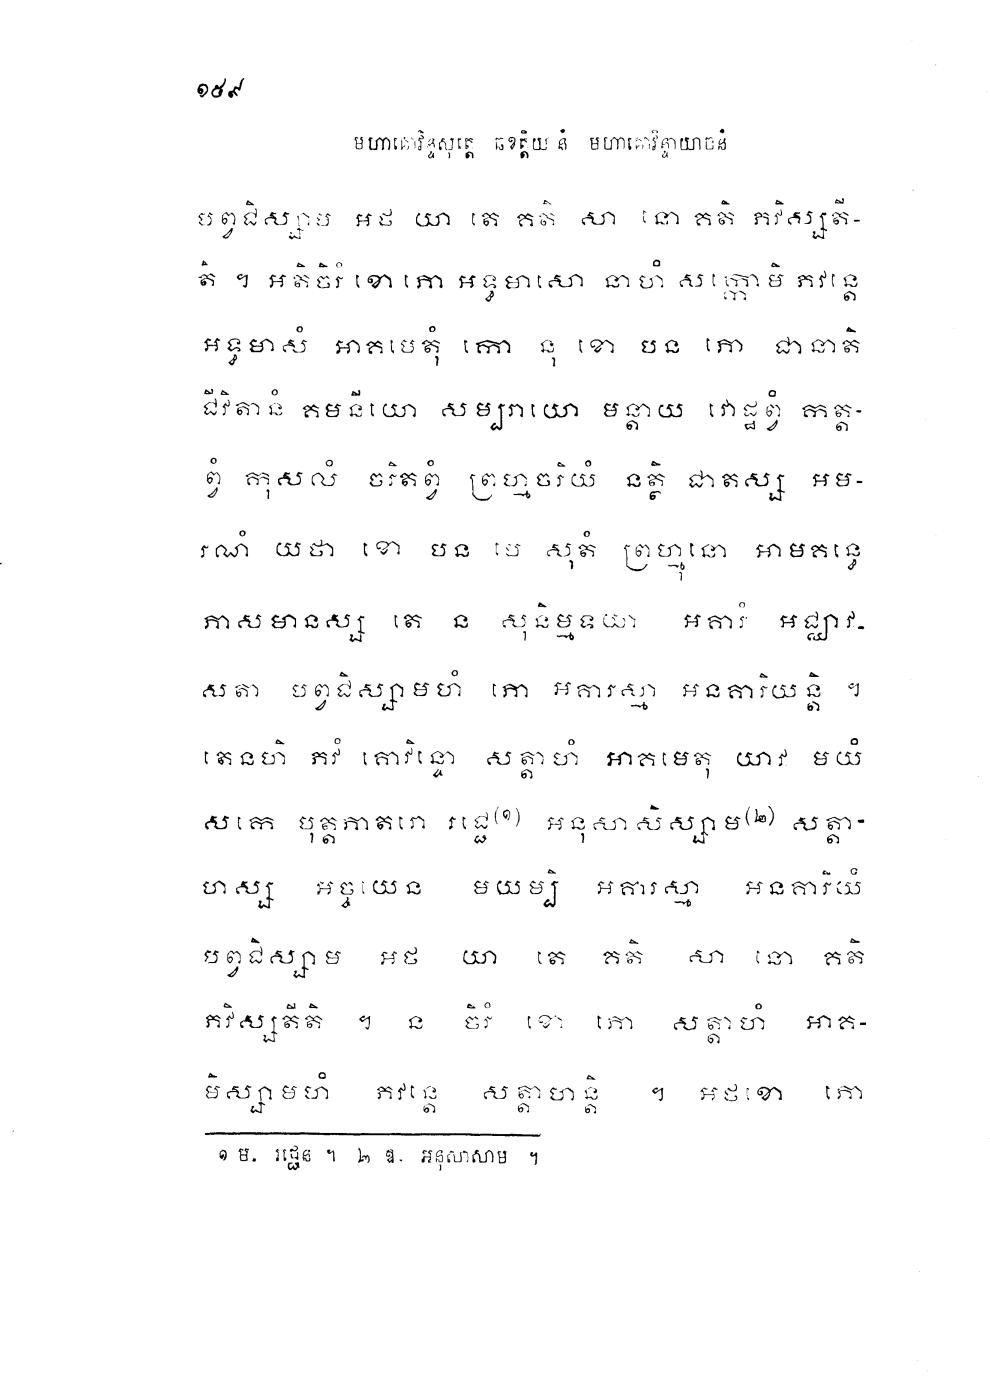 ១៥៩
មហាគោវិន្ទសុត្តេ ឆខត្តិយានំ មហាគោវិន្ទាយាចនំ
បព្វជិស្សាម អថ យា តេ គតិ សា នោ គតិ ភវិស្សតី-
តិ ។ អតិចិរំ ខោ ភោ អឌ្ឍមាសោ នាហំ សក្កោមិ ភវន្តេ
អឌ្ឍមាសំ អាគមេតុំ កោ នុ ខោ បន ភោ ជានាតិ
ជីវិតានំ គមនីយោ សម្បរាយោ មន្តាយ វោដ្ឋព្វំ កត្ត-
ព្វំ កុសលំ ចរិតព្វំ ព្រហ្មចរិយំ នត្ថិ ជាតស្ស អម-
រណំ យថា ខោ បន មេ សុតំ ព្រហ្មុនោ អាមគន្ធេ
ភាសមានស្ស តេ ន សុនិម្មទយា អគារំ អជ្ឈាវ-
សតា បព្វជិស្សាមហំ ភោ អគារស្មា អនគារិយន្តិ ។
តេនហិ ភវំ គោវិន្ទោ សត្តាហំ អាគមេតុ យាវ មយំ
សកេ បុត្តភាតរោ រជ្ជេ(១) អនុសាសិស្សាម(២) សត្តា-
ហស្ស អច្ចយេន មយម្បិ អគារស្មា អនគារិយំ
បព្វជិស្សាម អថ យា តេ គតិ សា នោ គតិ
ភវិស្សតីតិ ។ ន ចិរំ ខោ ភោ សត្តាហំ អាគ-
មិស្សាមហំ ភវន្តេ សត្តាហន្តិ ។ អថខោ ភោ
១ ម. រដ្ឋេន ។ ២ ឱ. អនុសាសាម ។